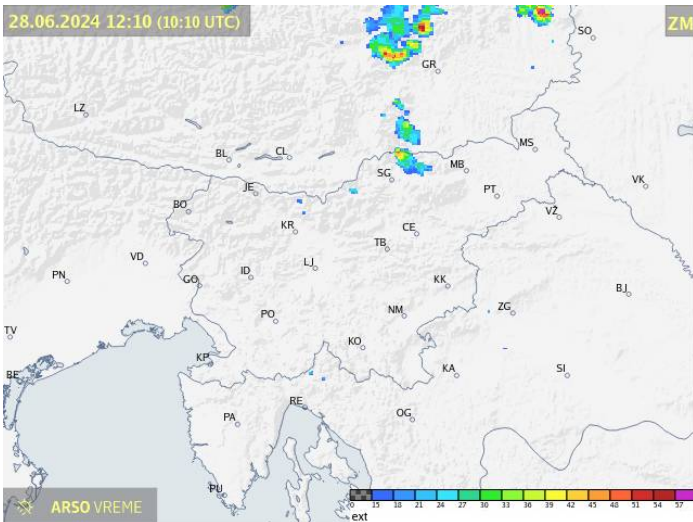 28.06.2024 12:10 (10:10 UTC)
ZM
SO
GR
LZ
MS
BL
CL
MB
SG
VK
JE
PT
BO
VŽ
KR
CE
TB
VD
LJ
ID
PN
GO
KK
BJ
NM
ZG
PO
TV
KO
KP
BE
KA
SI
RE
PA
OG
PU
ARSO VREME
0 15 18 21 24 27 30 33 36 39 42 45 48 51 54 57
ext